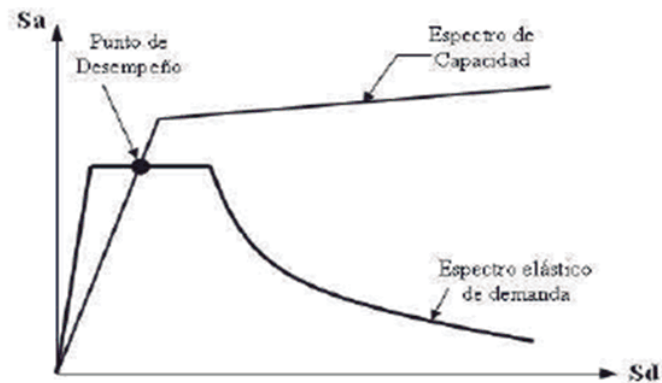 Sa
Punto de
Desempeño
Espectro de
Capacidad
Espectro elástico
de demanda
Sd